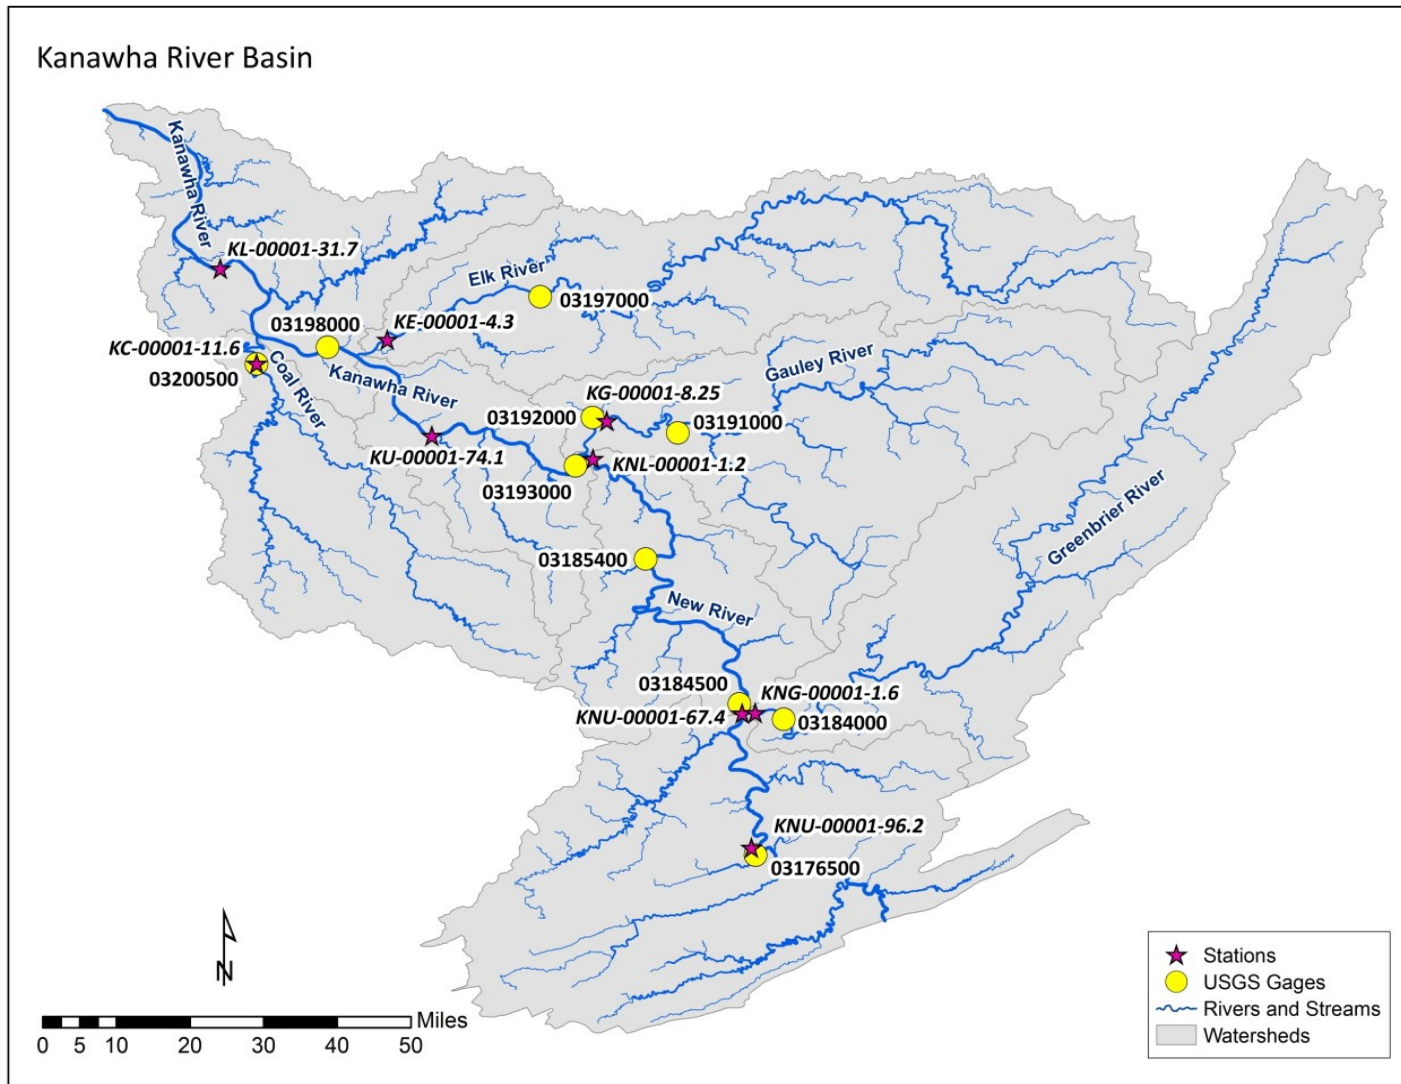 Kanawha River Basin
Kanawha River
KL-00001-31.7
Elk River
03197000
03198000
KE-00001-4.3
KC-00001-11.6
03200500
Coal River
Kanawha River
Gauley River
KG-00001-8.25
03192000
03191000
KU-00001-74.1
KNL-00001-1.2
03193000
Greenbrier River
03185400
New River
03184500
KNG-00001-1.6
KNU-00001-67.4
03184000
KNU-00001-96.2
03176500
N
Miles
0 5 10 20 30 40 50
Stations
USGS Gages
Rivers and Streams
Watersheds